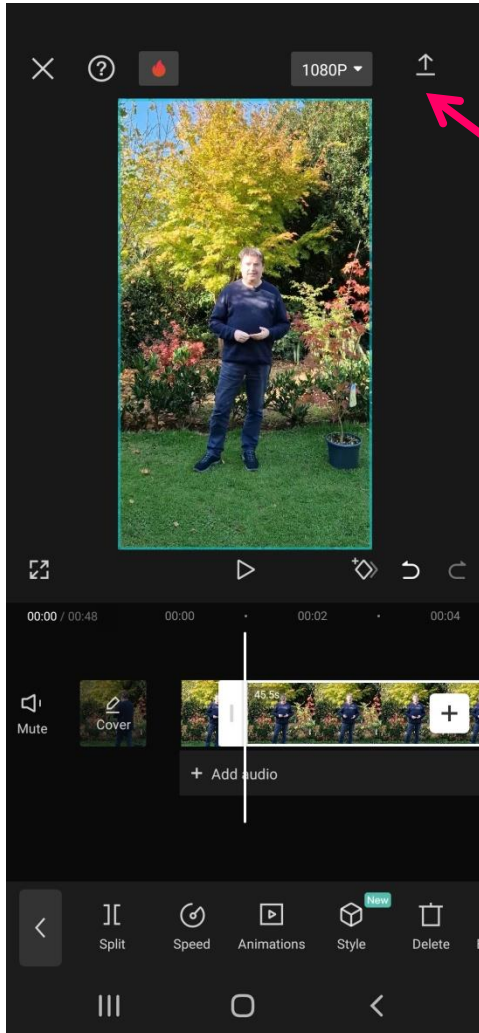 1080P
00:00 / 00:48 00:00 00:02 00:04
45.5s
Mute
Cover
+ Add audio
New
Split Speed Animations Style Delete